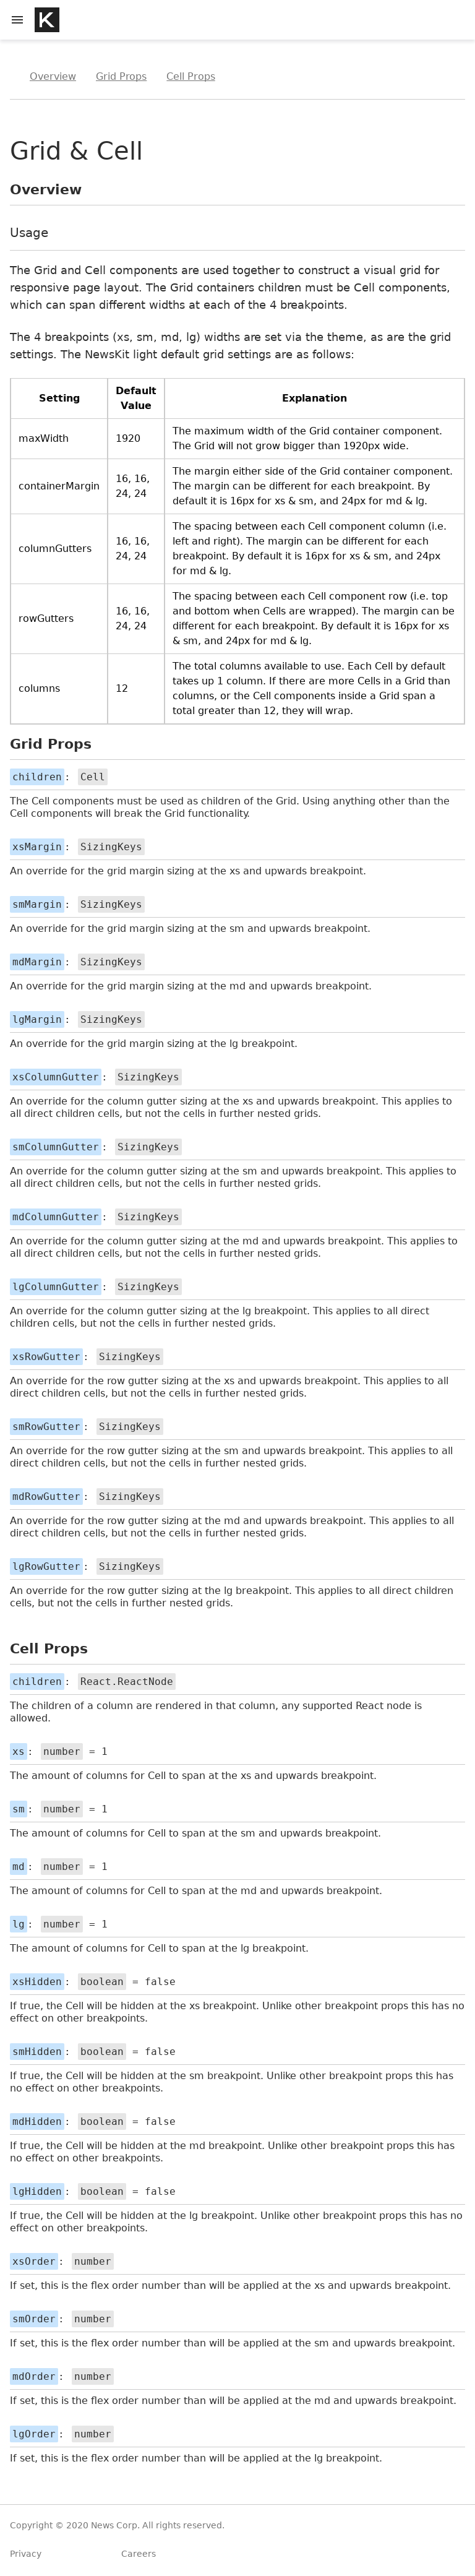 K
Overview Grid Props Cell Props
Grid & Cell
Overview
Usage
The Grid and Cell components are used together to construct a visual grid for
responsive page layout. The Grid containers children must be Cell components,
which can span different widths at each of the 4 breakpoints.
The 4 breakpoints (xs, sm, md, lg) widths are set via the theme, as are the grid
settings. The NewsKit light default grid settings are as follows:
Setting Default Value Explanation
maxWidth 1920 The maximum width of the Grid container component.
The Grid will not grow bigger than 1920px wide.
containerMargin 16, 16, 24, 24 The margin either side of the Grid container component.
The margin can be different for each breakpoint. By
default it is 16px for xs & sm, and 24px for md & lg.
columnGutters 16, 16, 24, 24 The spacing between each Cell component column (i.e.
left and right). The margin can be different for each
breakpoint. By default it is 16px for xs & sm, and 24px
for md & lg.
rowGutters 16, 16, 24, 24 The spacing between each Cell component row (i.e. top
and bottom when Cells are wrapped). The margin can be
different for each breakpoint. By default it is 16px for xs
& sm, and 24px for md & lg.
columns 12 The total columns available to use. Each Cell by default
takes up 1 column. If there are more Cells in a Grid than
columns, or the Cell components inside a Grid span a
total greater than 12, they will wrap.
Grid Props
children: Cell
The Cell components must be used as children of the Grid. Using anything other than the
Cell components will break the Grid functionality.
xsMargin: SizingKeys
An override for the grid margin sizing at the xs and upwards breakpoint.
smMargin: SizingKeys
An override for the grid margin sizing at the sm and upwards breakpoint.
mdMargin: SizingKeys
An override for the grid margin sizing at the md and upwards breakpoint.
lgMargin: SizingKeys
An override for the grid margin sizing at the lg breakpoint.
xsColumnGutter: SizingKeys
An override for the column gutter sizing at the xs and upwards breakpoint. This applies to
all direct children cells, but not the cells in further nested grids.
smColumnGutter: SizingKeys
An override for the column gutter sizing at the sm and upwards breakpoint. This applies to
all direct children cells, but not the cells in further nested grids.
mdColumnGutter: SizingKeys
An override for the column gutter sizing at the md and upwards breakpoint. This applies to
all direct children cells, but not the cells in further nested grids.
lgColumnGutter: SizingKeys
An override for the column gutter sizing at the lg breakpoint. This applies to all direct
children cells, but not the cells in further nested grids.
xsRowGutter: SizingKeys
An override for the row gutter sizing at the xs and upwards breakpoint. This applies to all
direct children cells, but not the cells in further nested grids.
smRowGutter: SizingKeys
An override for the row gutter sizing at the sm and upwards breakpoint. This applies to all
direct children cells, but not the cells in further nested grids.
mdRowGutter: SizingKeys
An override for the row gutter sizing at the md and upwards breakpoint. This applies to all
direct children cells, but not the cells in further nested grids.
lgRowGutter: SizingKeys
An override for the row gutter sizing at the lg breakpoint. This applies to all direct children
cells, but not the cells in further nested grids.
Cell Props
children: React.ReactNode
The children of a column are rendered in that column, any supported React node is
allowed.
xs: number = 1
The amount of columns for Cell to span at the xs and upwards breakpoint.
sm: number = 1
The amount of columns for Cell to span at the sm and upwards breakpoint.
md: number = 1
The amount of columns for Cell to span at the md and upwards breakpoint.
lg: number = 1
The amount of columns for Cell to span at the lg breakpoint.
xsHidden: boolean = false
If true, the Cell will be hidden at the xs breakpoint. Unlike other breakpoint props this has no
effect on other breakpoints.
smHidden: boolean = false
If true, the Cell will be hidden at the sm breakpoint. Unlike other breakpoint props this has
no effect on other breakpoints.
mdHidden: boolean = false
If true, the Cell will be hidden at the md breakpoint. Unlike other breakpoint props this has
no effect on other breakpoints.
lgHidden: boolean = false
If true, the Cell will be hidden at the lg breakpoint. Unlike other breakpoint props this has no
effect on other breakpoints.
xsOrder: number
If set, this is the flex order number than will be applied at the xs and upwards breakpoint.
smOrder: number
If set, this is the flex order number than will be applied at the sm and upwards breakpoint.
mdOrder: number
If set, this is the flex order number than will be applied at the md and upwards breakpoint.
lgOrder: number
If set, this is the flex order number than will be applied at the lg breakpoint.
Copyright © 2020 News Corp. All rights reserved.
Privacy Careers